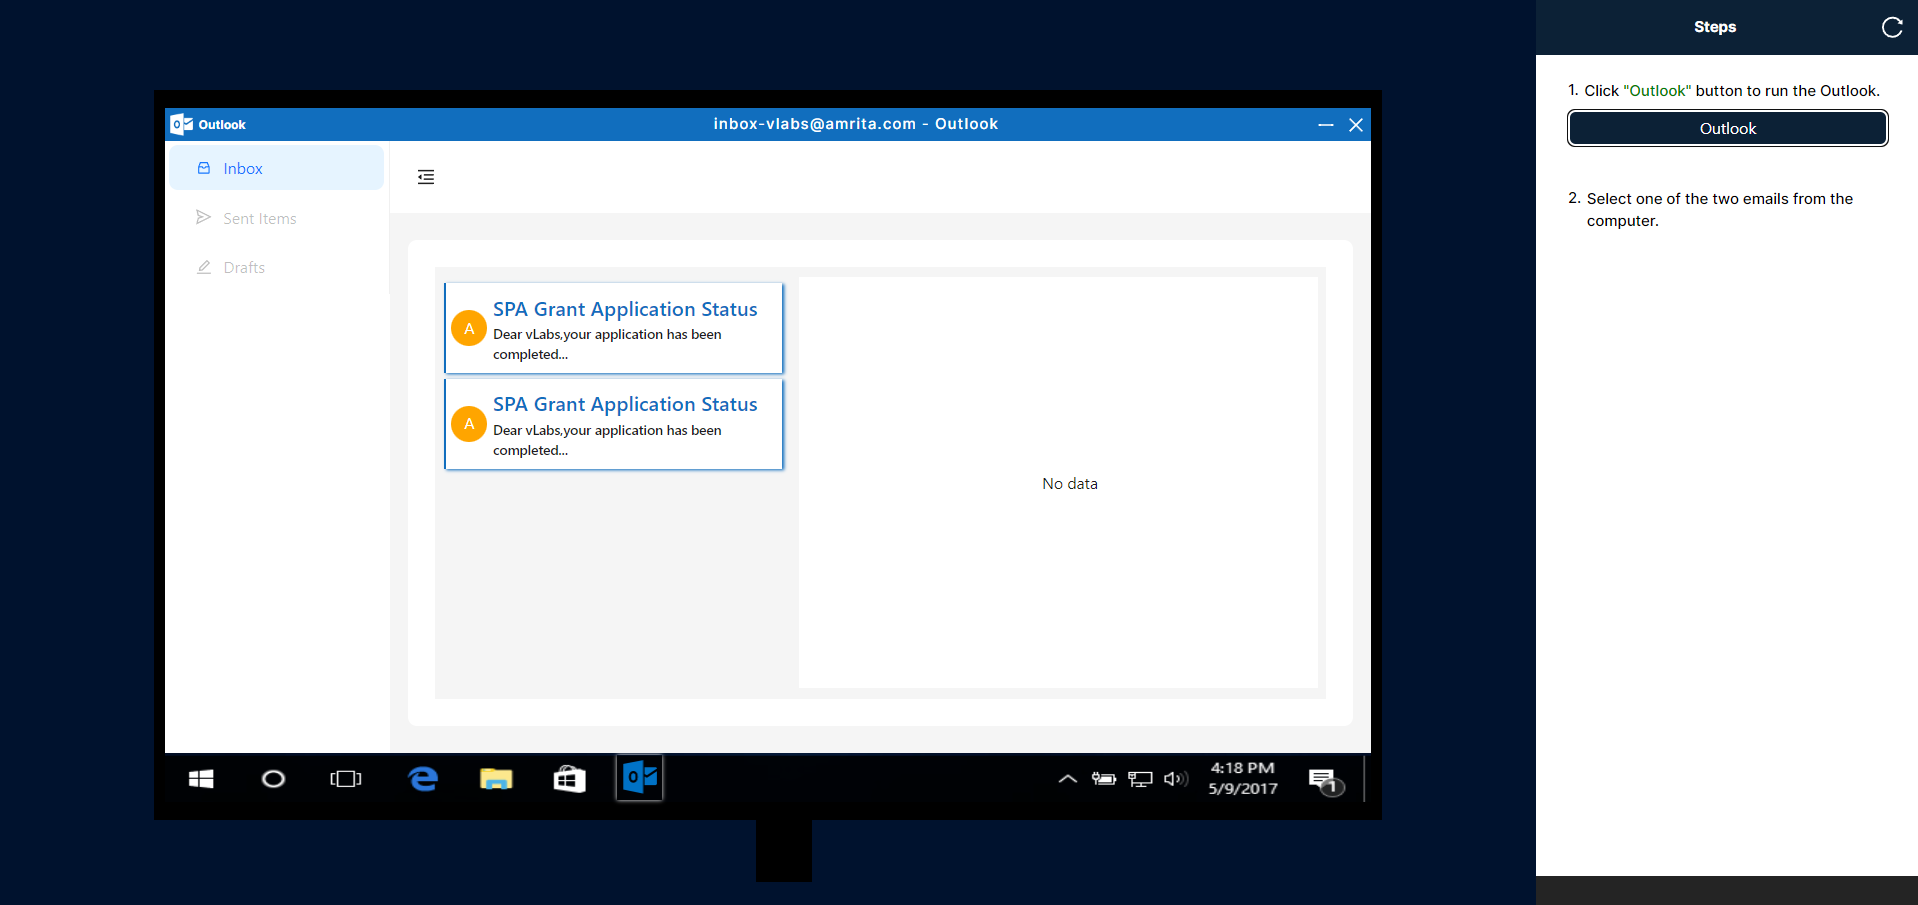 Steps
1. Click "Outlook" button to run the Outlook.
Outlook
2. Select one of the two emails from the
computer.
Outlook
inbox-vlabs@amrita.com - Outlook
Inbox
Sent Items
Drafts
SPA Grant Application Status
A
Dear vLabs,your application has been
completed...
SPA Grant Application Status
A
Dear vLabs,your application has been
completed...
No data
4:18 PM
5/9/2017
1